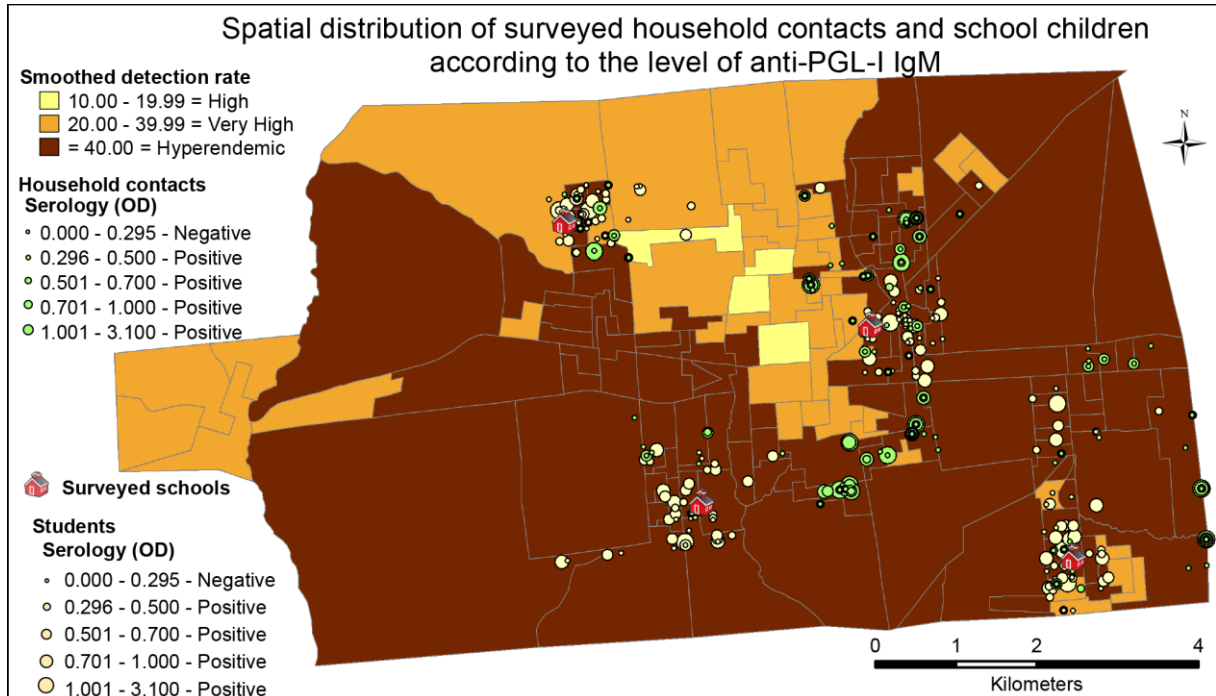 Spatial distribution of surveyed household contacts and school children
according to the level of anti-PGL-I IgM
Smoothed detection rate
10.00 - 19.99 = High
20.00 - 39.99 = Very High
= 40.00 = Hyperendemic
Household contacts
Serology (OD)
0.000 - 0.295 - Negative
0.296 - 0.500 - Positive
0.501 - 0.700 - Positive
0.701 - 1.000 - Positive
1.001 - 3.100 - Positive
Surveyed schools
Students
Serology (OD)
0.000 - 0.295 - Negative
0.296 - 0.500 - Positive
0.501 - 0.700 - Positive
0.701 - 1.000 - Positive
1.001 - 3.100 - Positive
N
0 1 2 4
Kilometers